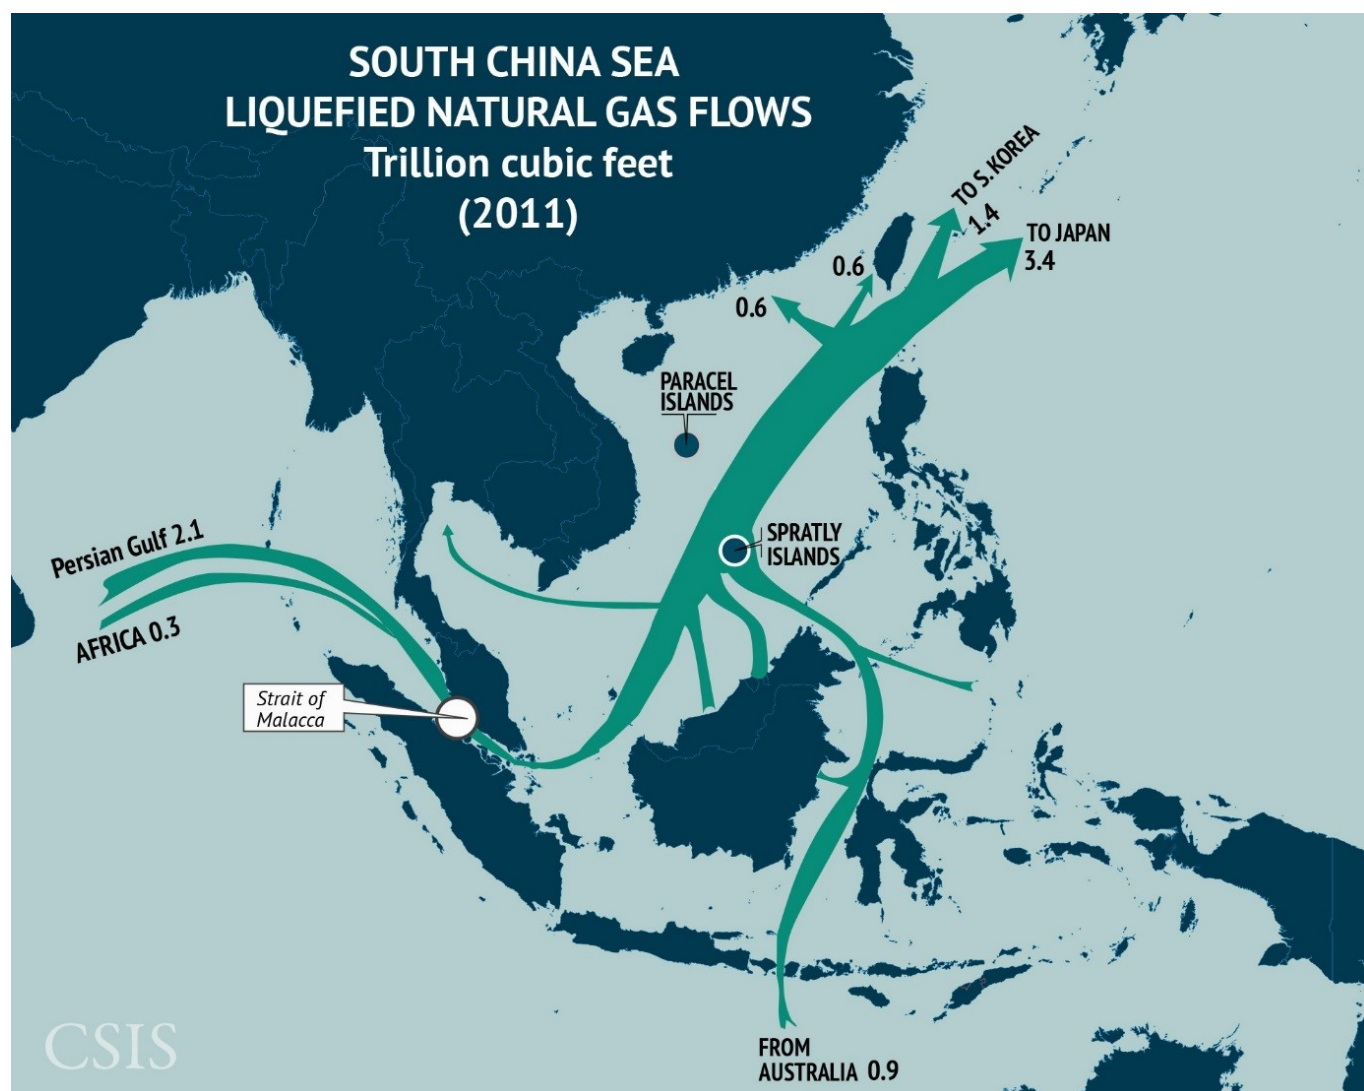 SOUTH CHINA SEA
LIQUEFIED NATURAL GAS FLOWS
Trillion cubic feet
(2011)
TO S. KOREA
1.4
TO JAPAN
3.4
0.6
0.6
PARACEL
ISLANDS
SPRATLY
ISLANDS
Persian Gulf 2.1
AFRICA 0.3
Strait of
Malacca
FROM
AUSTRALIA 0.9
CSIS